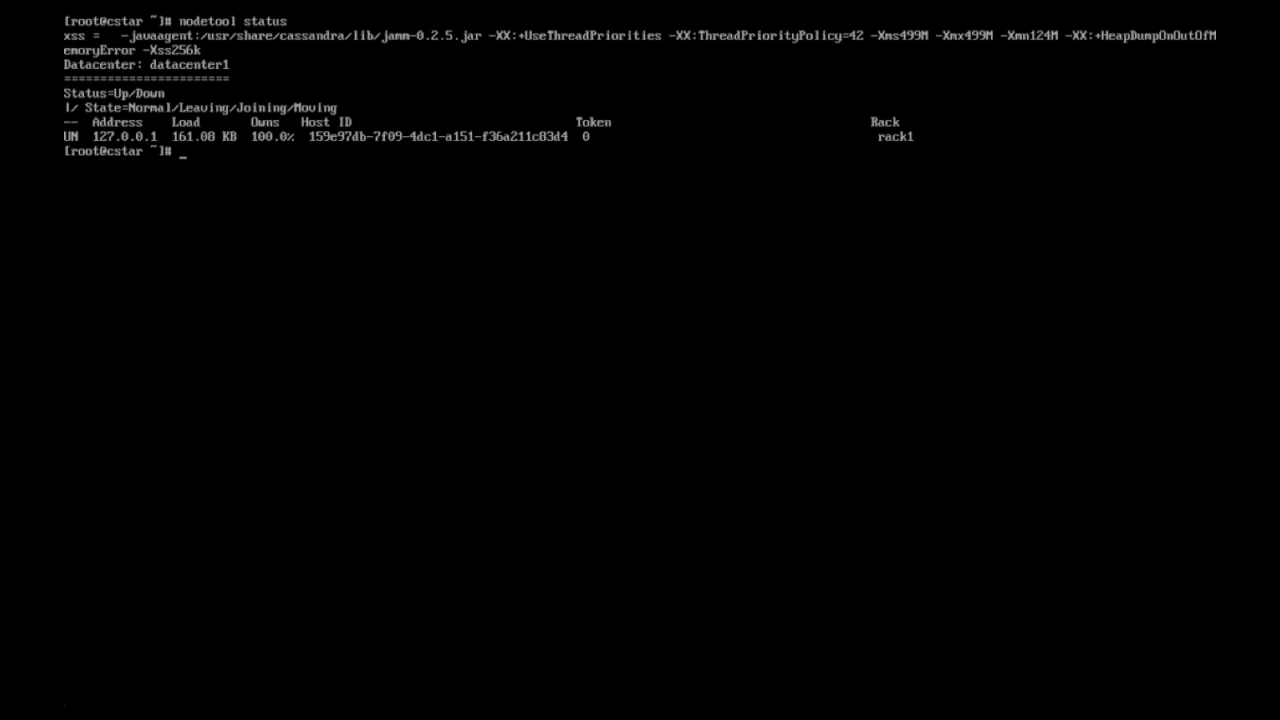 [root@cstar ~]# nodetool status
xss =   -javaagent:/usr/share/cassandra/lib/jamm-0.2.5.jar -XX:+UseThreadPriorities -XX:ThreadPriorityPolicy=42 -Xms499M -Xmx499M -Xmn124M -XX:+HeapDumpOnOutOfM
emoryError -Xss256k
Datacenter: datacenter1
=======================
Status=Up/Down
|/ State=Normal/Leaving/Joining/Moving
--  Address    Load       Owns   Host ID                               Token                                    Rack
UN  127.0.0.1  161.08 KB  100.0%  159e97db-7f09-4dc1-a151-f36a211c83d4  0                                        rack1
[root@cstar ~]# _